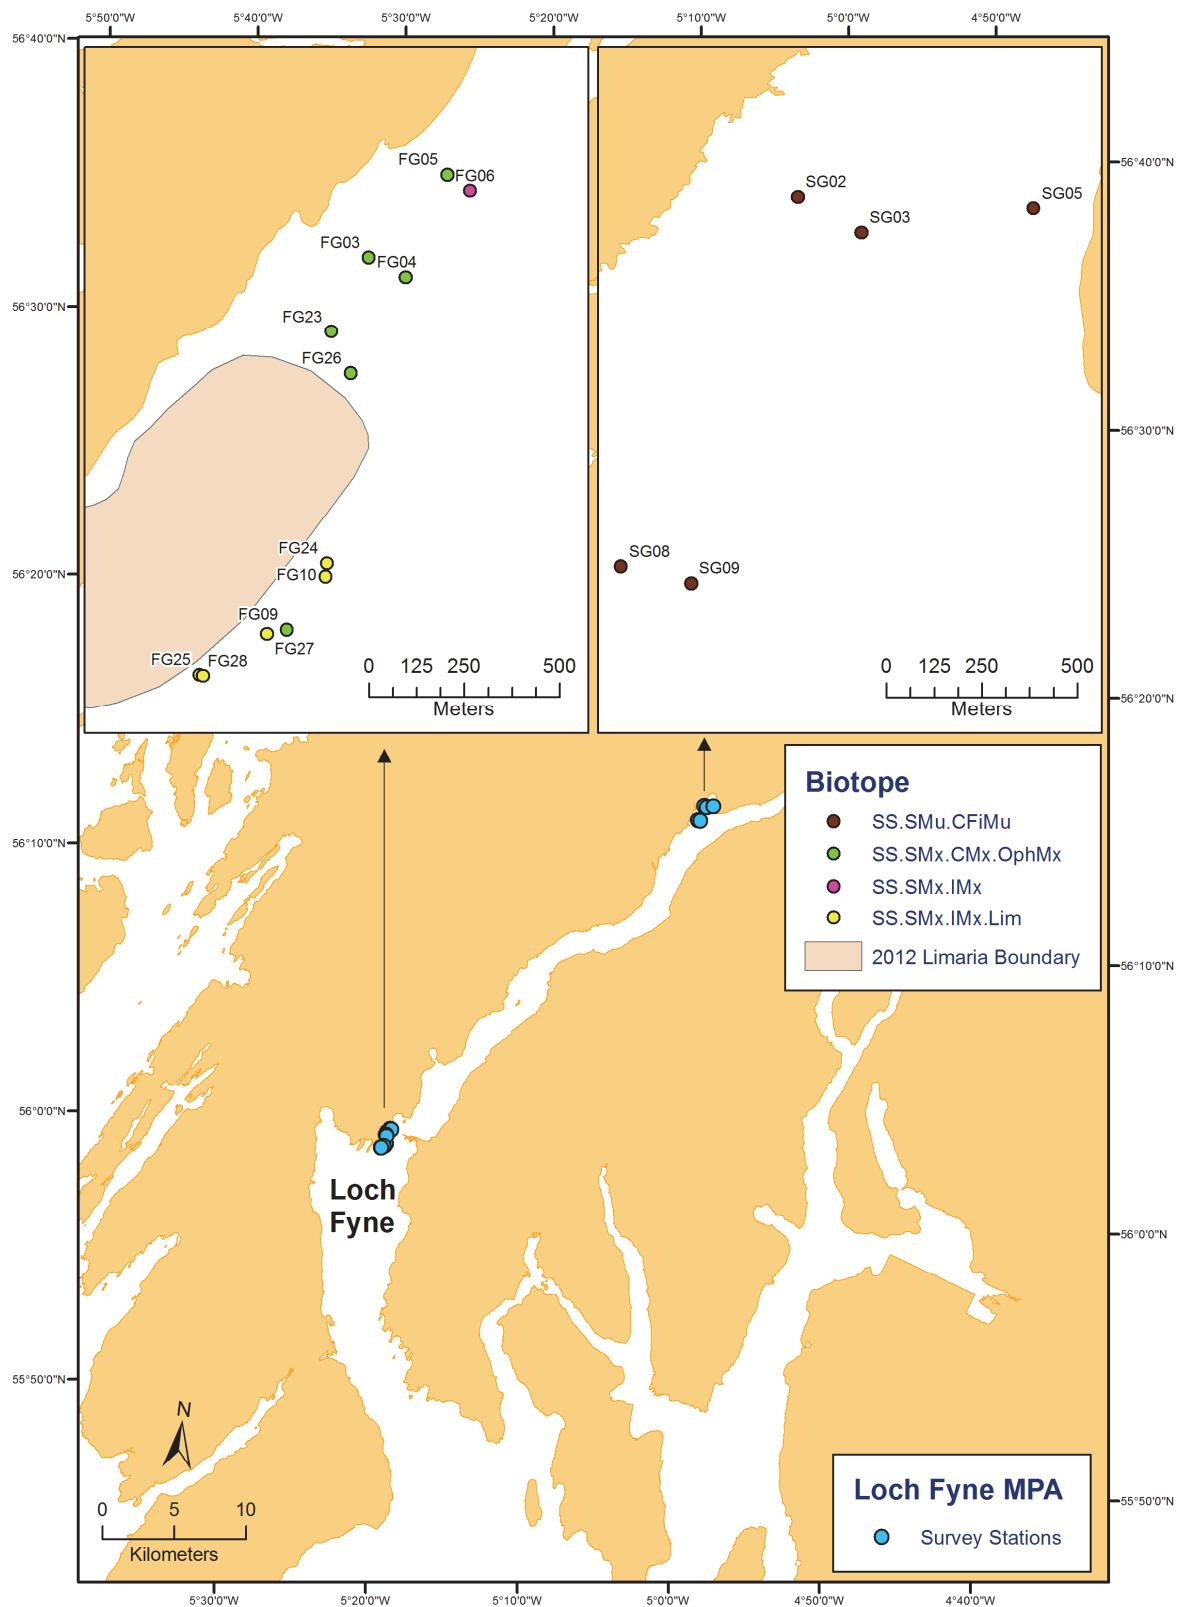 5°50'0"W 5°40'0"W 5°30'0"W 5°20'0"W 5°10'0"W 5°0'0"W 4°50'0"W
56°40'0"N
56°40'0"N
56°30'0"N
56°30'0"N
56°20'0"N
56°20'0"N
56°10'0"N
56°10'0"N
56°0'0"N
56°0'0"N
55°50'0"N
55°50'0"N
FG05
FG06
FG03
FG04
FG23
FG26
FG24
FG10
FG09
FG27
FG25 FG28
0 125 250 500
Meters
SG02
SG05
SG03
SG08
SG09
0 125 250 500
Meters
Biotope
SS.SMu.CFiMu
SS.SMx.CMx.OphMx
SS.SMx.IMx
SS.SMx.IMx.Lim
2012 Limaria Boundary
Loch
Fyne
N
0 5 10
Kilometers
Loch Fyne MPA
Survey Stations
5°30'0"W 5°20'0"W 5°10'0"W 5°0'0"W 4°50'0"W 4°40'0"W